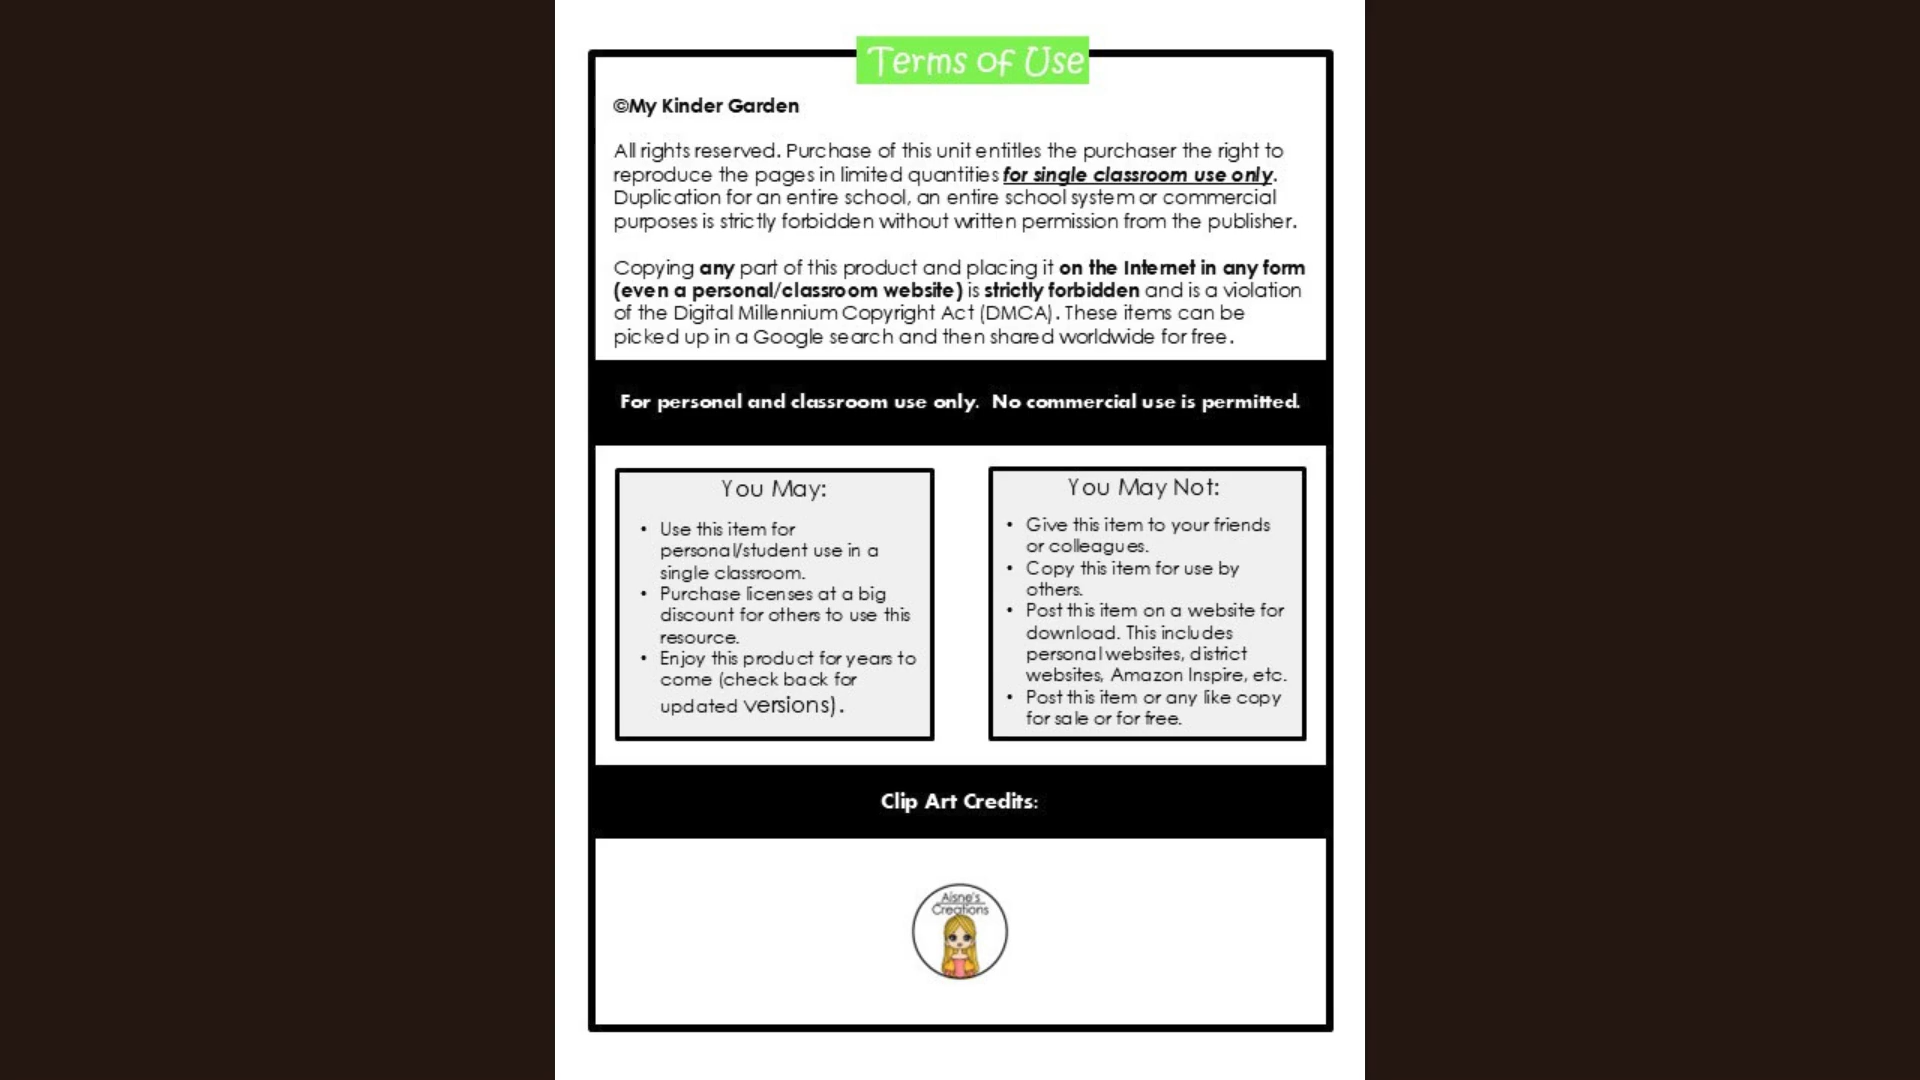 Terms of Use
©My Kinder Garden
All rights reserved. Purchase of this unit entitles the purchaser the right to
reproduce the pages in limited quantities for single classroom use only.
Duplication for an entire school, an entire school system or commercial
purposes is strictly forbidden without written permission from the publisher.
Copying any part of this product and placing it on the Internet in any form
(even a personal/classroom website) is strictly forbidden and is a violation
of the Digital Millennium Copyright Act (DMCA). These items can be
picked up in a Google search and then shared worldwide for free.
For personal and classroom use only. No commercial use is permitted.
You May:
• Use this item for
personal/student use in a
single classroom.
• Purchase licenses at a big
discount for others to use this
resource.
• Enjoy this product for years to
come (check back for
updated versions).
You May Not:
• Give this item to your friends
or colleagues.
• Copy this item for use by
others.
• Post this item on a website for
download. This includes
personal websites, district
websites, Amazon Inspire, etc.
• Post this item or any like copy
for sale or for free.
Clip Art Credits:
Aisne's
Creations